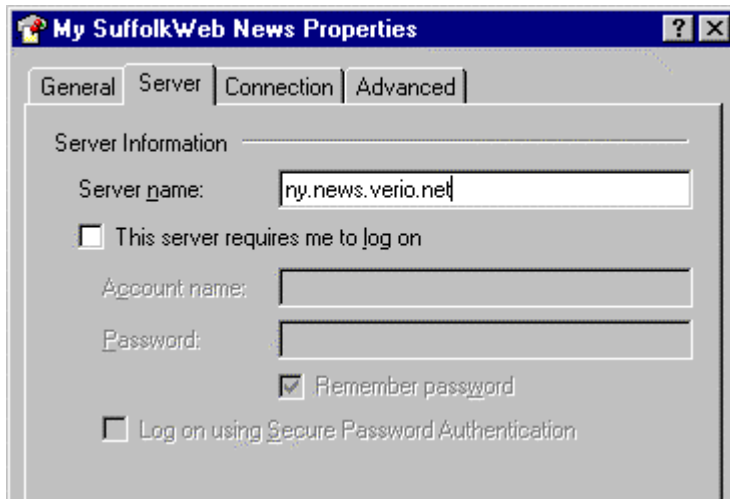 My SuffolkWeb News Properties
General Server Connection Advanced
Server Information
Server name: ny.news.verio.net
This server requires me to log on
Account name:
Password:
Remember password
Log on using Secure Password Authentication